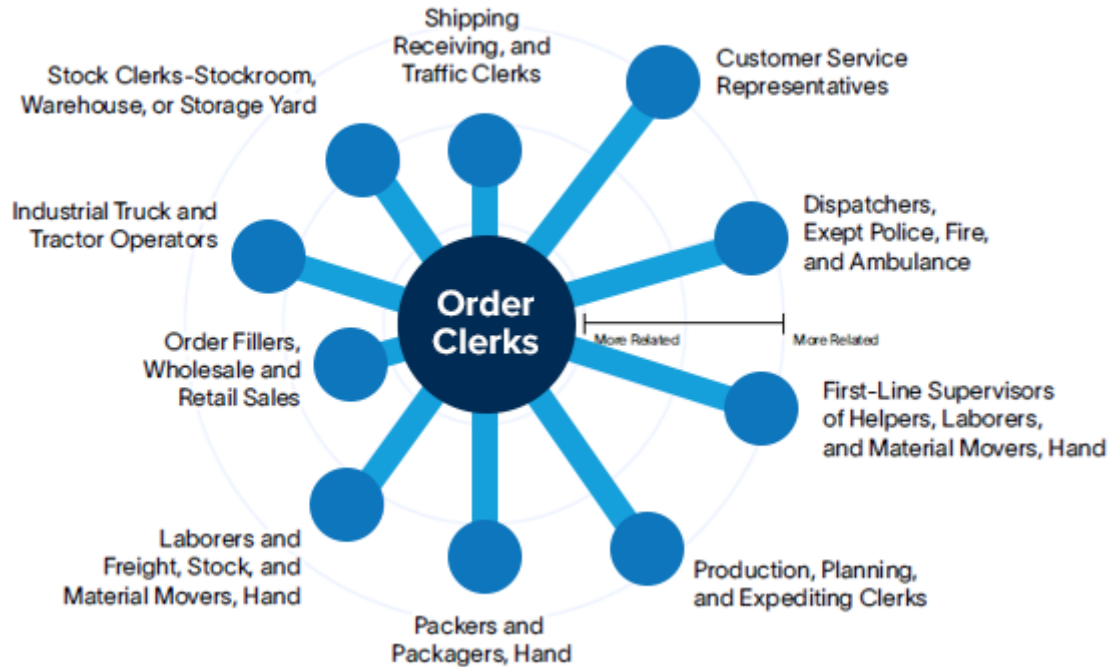 Shipping
Receiving, and
Traffic Clerks
Customer Service
Representatives
Stock Clerks-Stockroom,
Warehouse, or Storage Yard
Dispatchers,
Exept Police, Fire,
and Ambulance
Industrial Truck and
Tractor Operators
Order
Clerks
More Related
More Related
Order Fillers,
Wholesale and
Retail Sales
First-Line Supervisors
of Helpers, Laborers,
and Material Movers, Hand
Laborers and
Freight, Stock, and
Material Movers, Hand
Production, Planning,
and Expediting Clerks
Packers and
Packagers, Hand